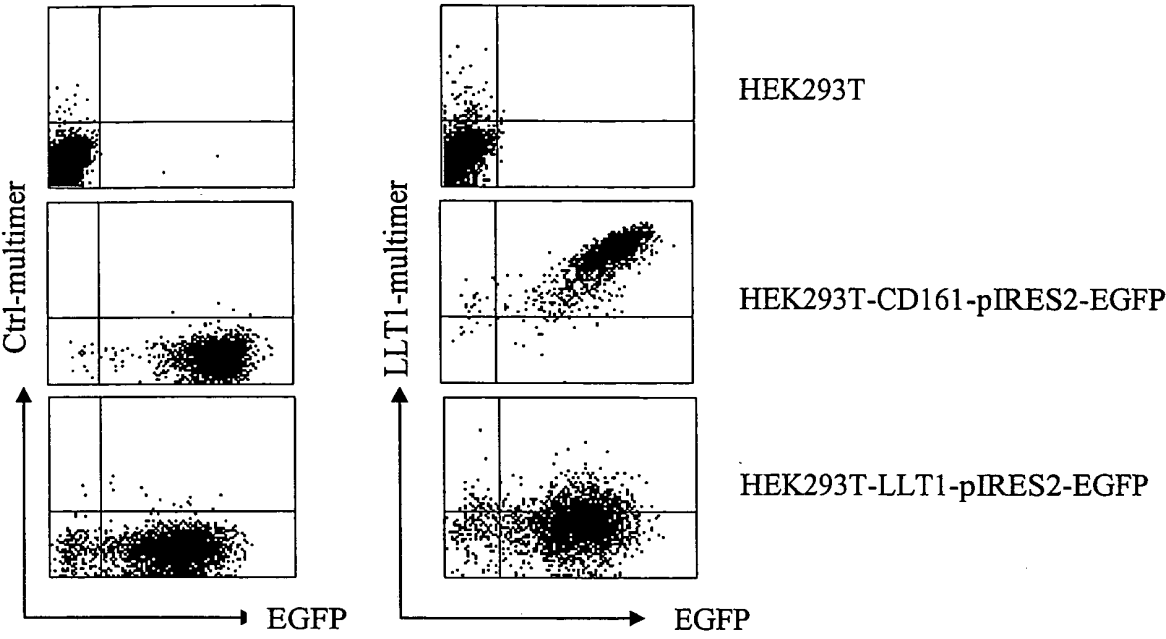 HEK293T
Ctrl-multimer
LLT1-multimer
HEK293T-CD161-pIRES2-EGFP
HEK293T-LLT1-pIRES2-EGFP
EGFP
EGFP